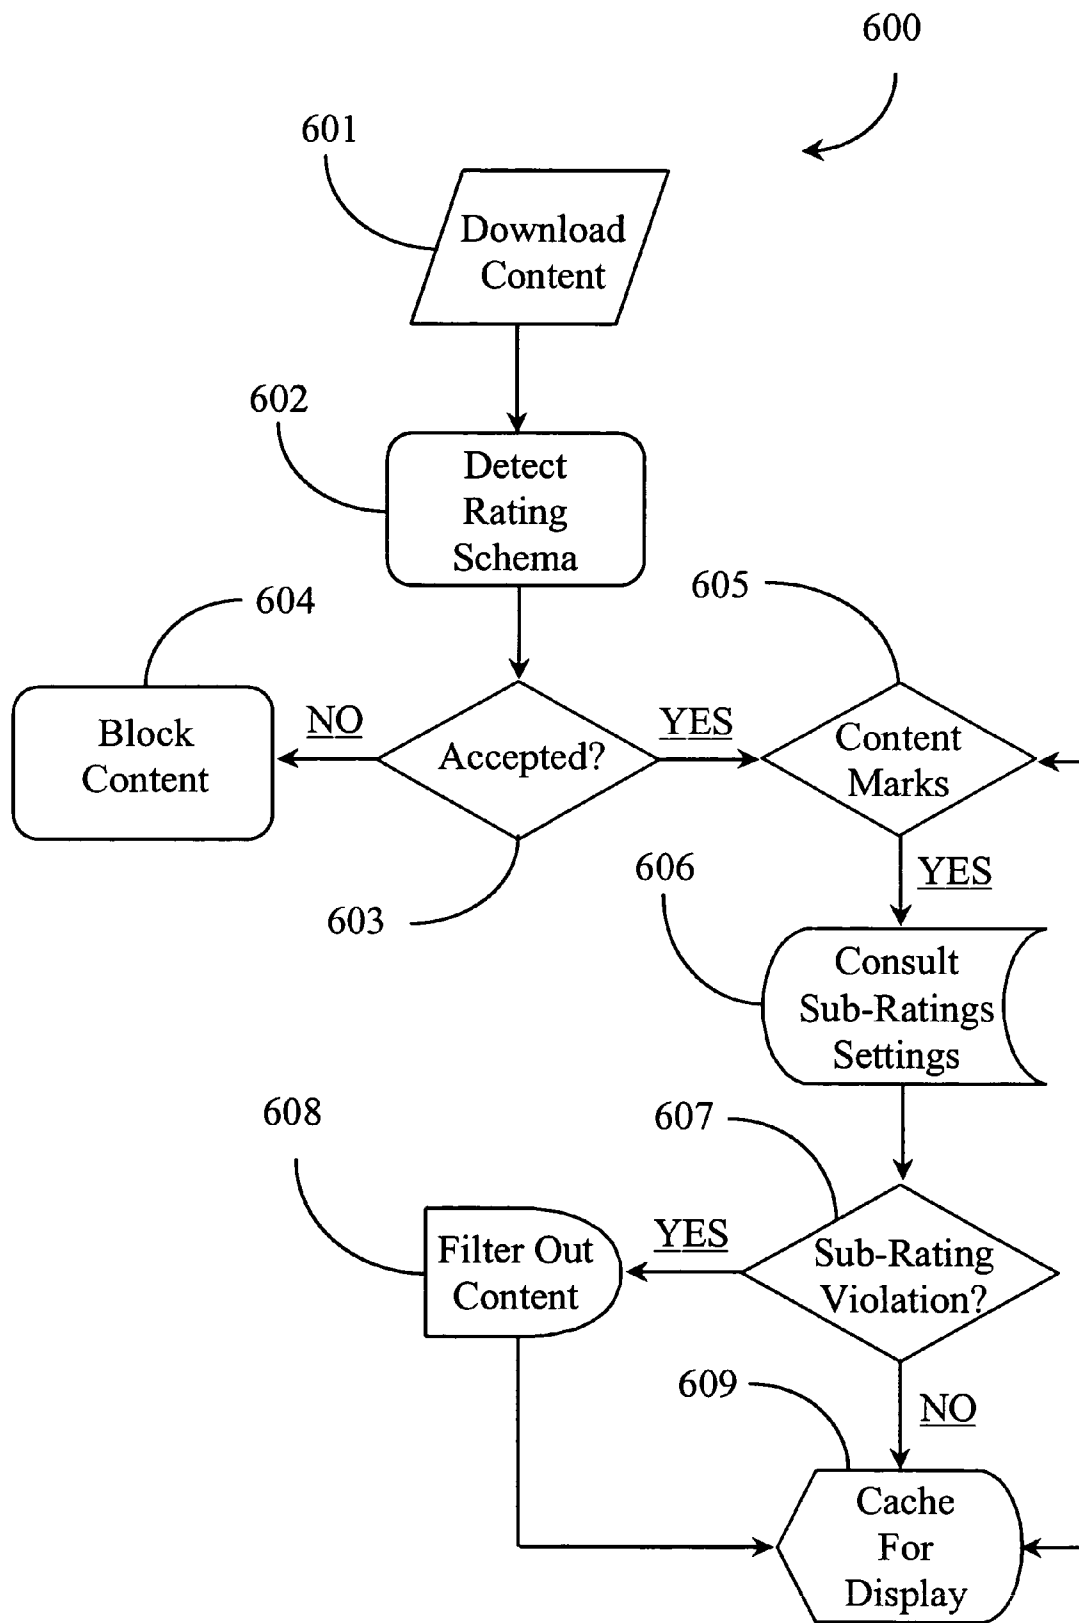 600
601
Download
Content
602
Detect
Rating
Schema
604
605
Block
Content
NO
Accepted?
YES
Content
Marks
603
606
YES
Consult
Sub-Ratings
Settings
608
607
Filter Out
Content
YES
Sub-Rating
Violation?
609
NO
Cache
For
Display